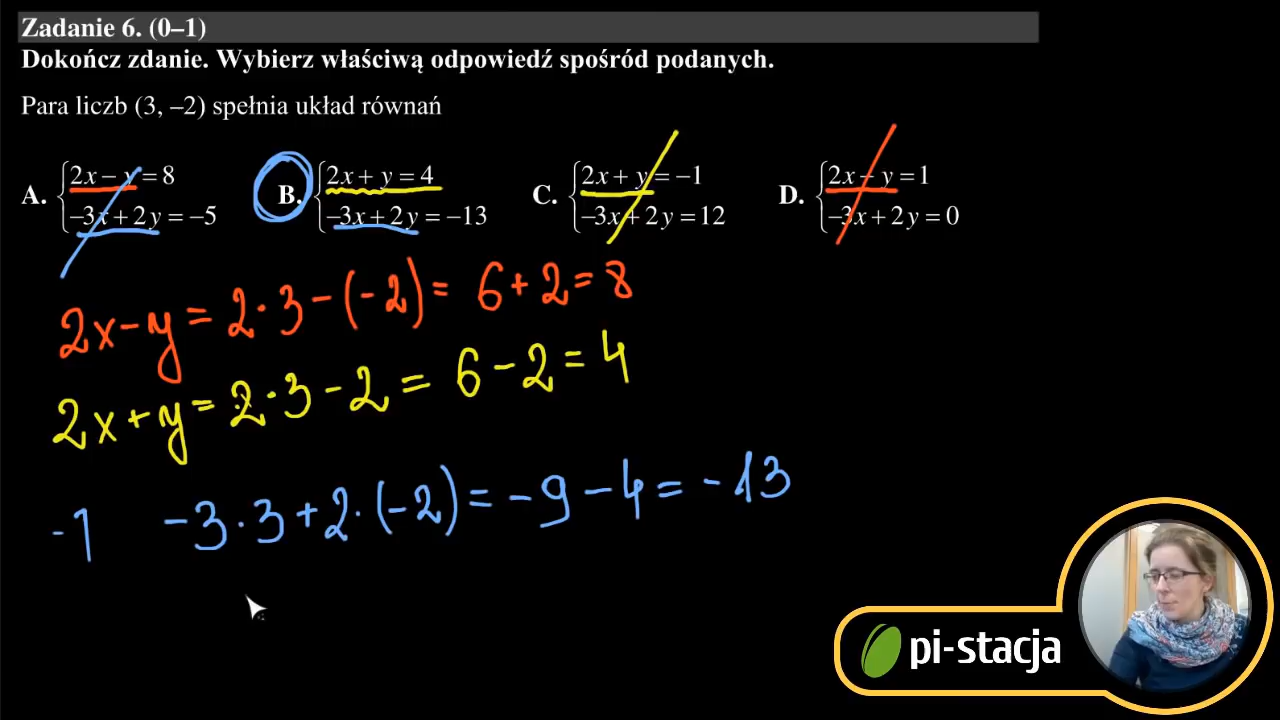 Zadanie 6. (0–1)
Dokończ zdanie. Wybierz właściwą odpowiedź spośród podanych.
Para liczb (3, –2) spełnia układ równań
A. {2x − y = 8
−3x + 2y = −5
B. {2x + y = 4
−3x + 2y = −13
C. {2x + y = −1
−3x + 2y = 12
D. {2x − y = 1
−3x + 2y = 0
2x − y = 2 · 3 − (−2) = 6 + 2 = 8
2x + y = 2 · 3 − 2 = 6 − 2 = 4
-1 −3 · 3 + 2 · (−2) = −9 − 4 = −13
pi-stacja